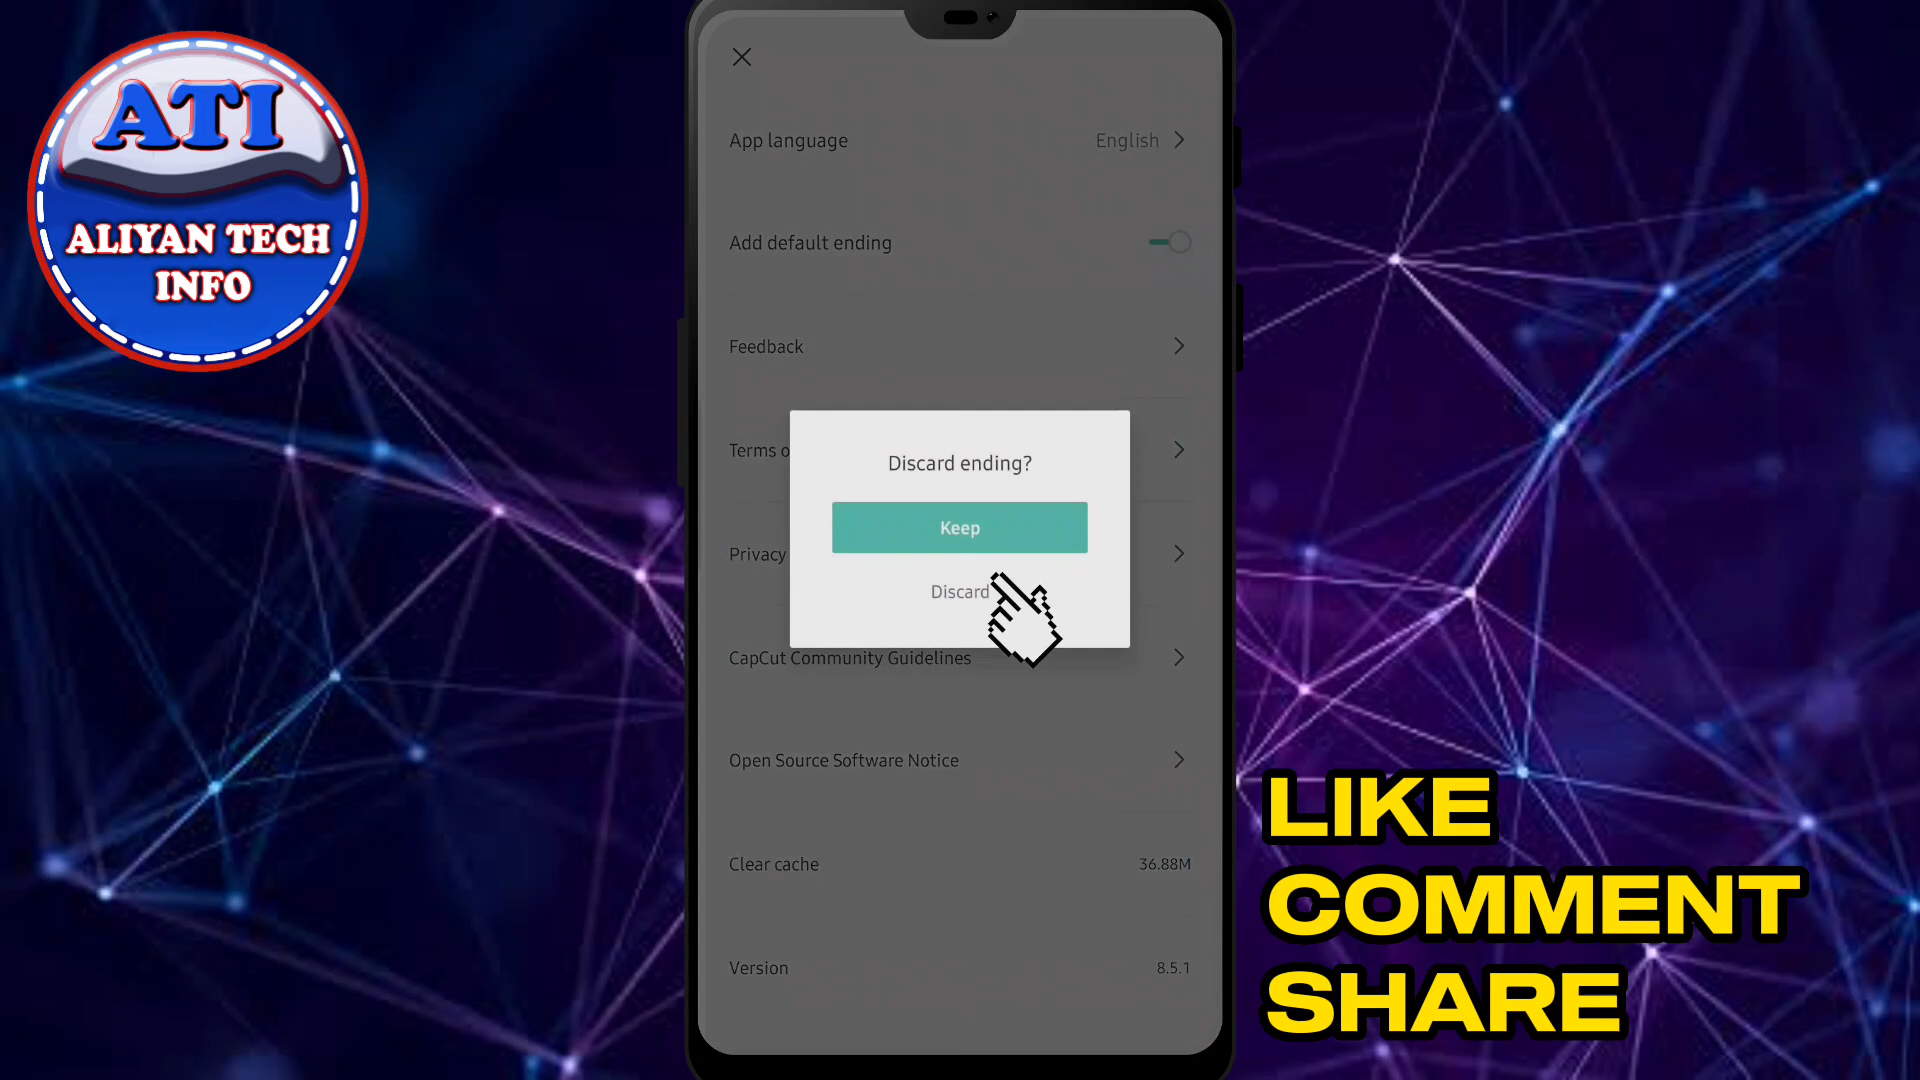 ATI
ALIYAN TECH
INFO
App language English
Add default ending
Feedback
Terms o
Discard ending?
Keep
Privacy
Discard
CapCut Community Guidelines
Open Source Software Notice
Clear cache 36.88M
Version 8.5.1
LIKE
COMMENT
SHARE